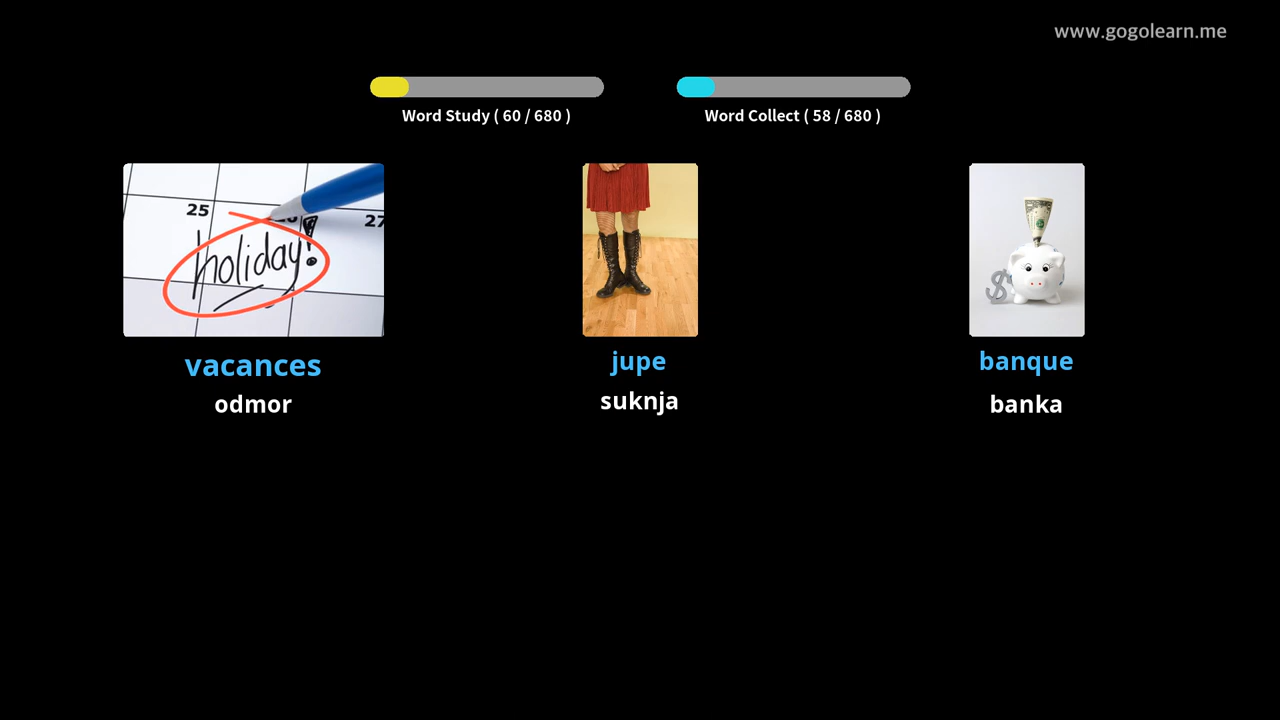 www.gogolearn.me
Word Study ( 60 / 680 )
Word Collect ( 58 / 680 )
25
27
holiday!
vacances
jupe
banque
odmor
suknja
banka